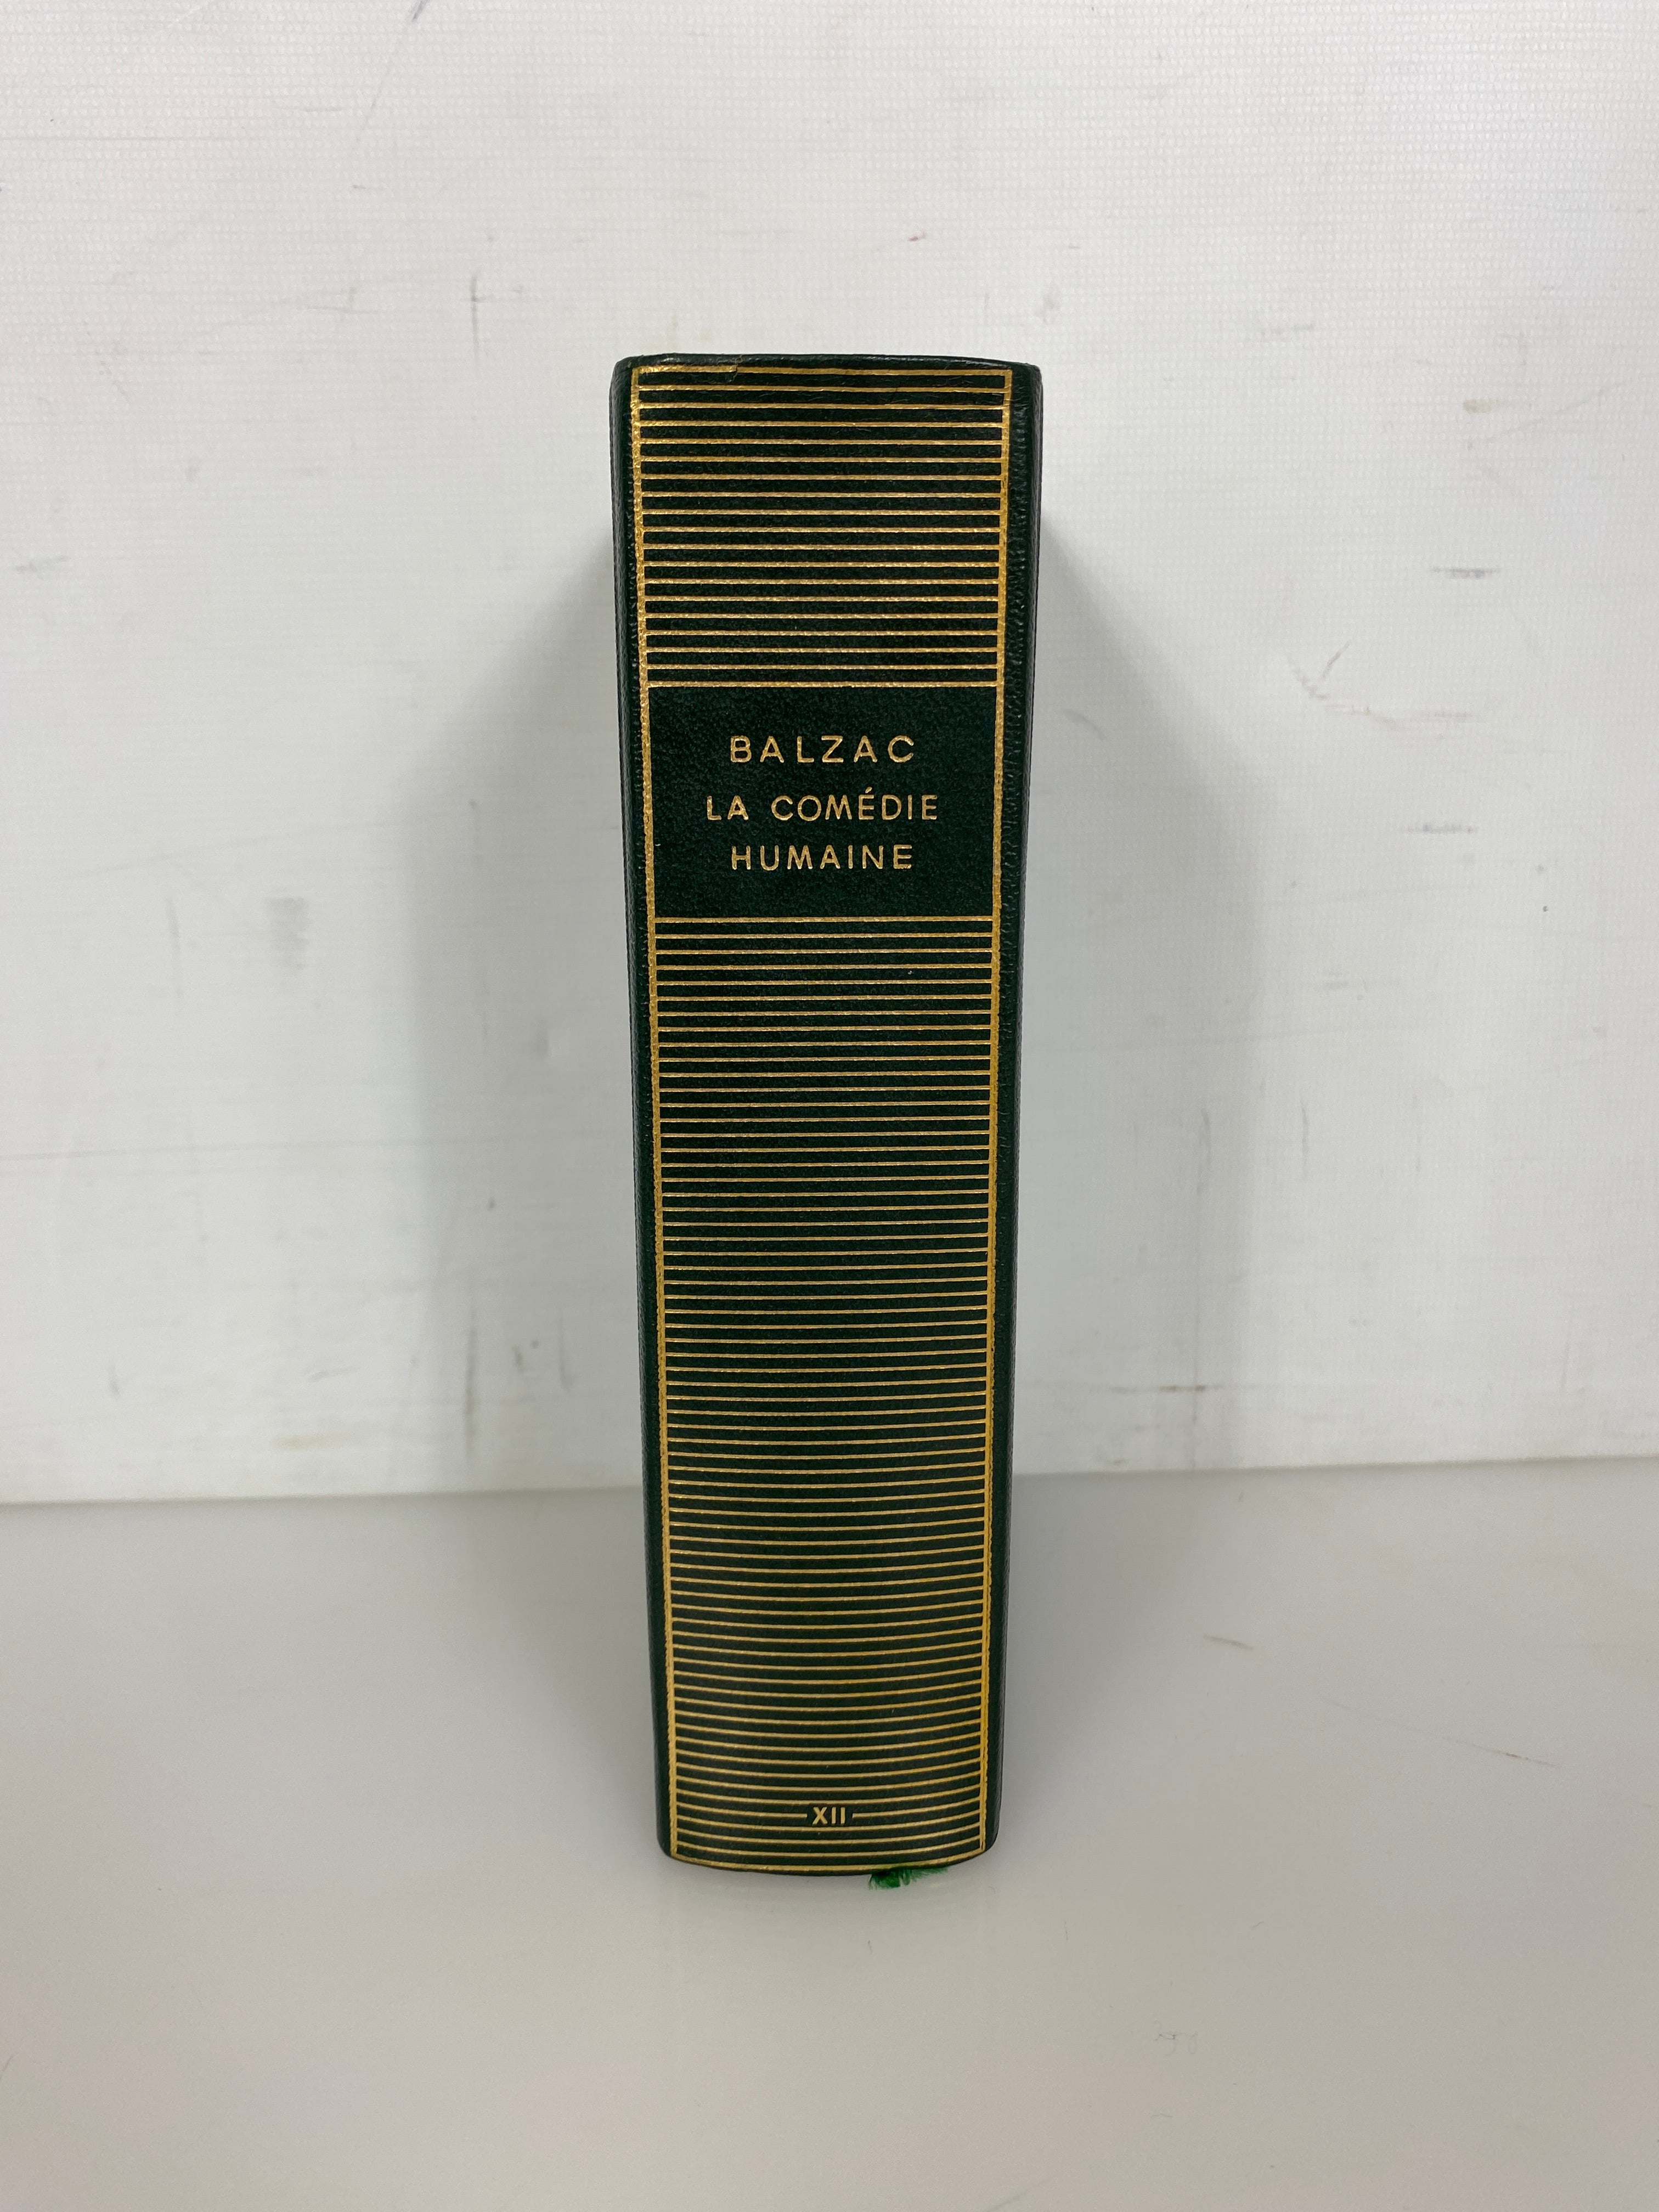 BALZAC
LA COMÉDIE
HUMAINE
XII